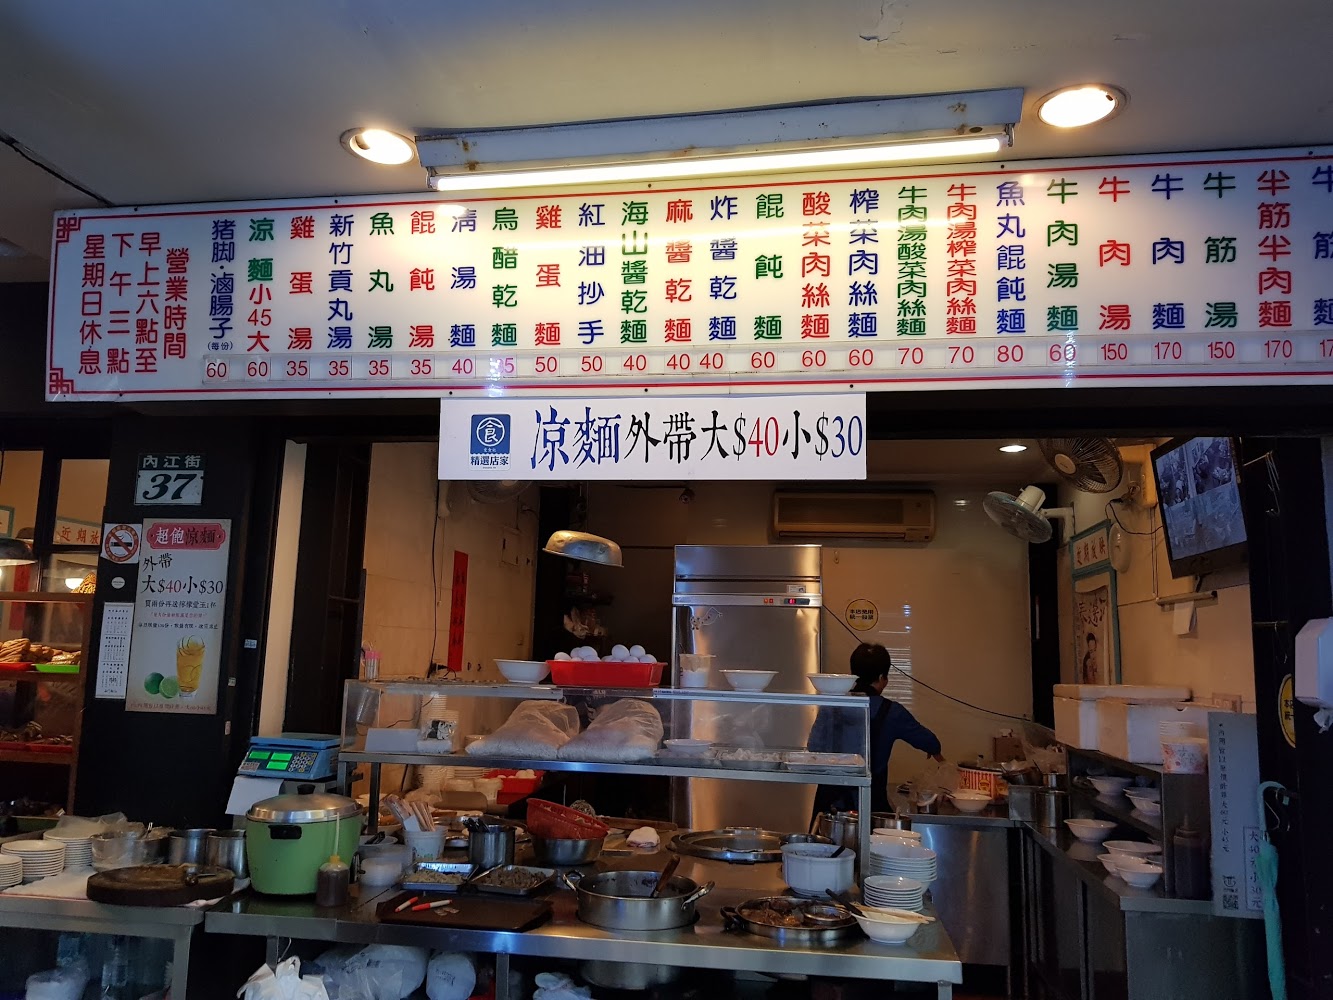 營業時間
早上六點至
下午三點
星期日休息
猪脚·滷腸子(每份) 60
涼麵小45大 60
雞蛋湯 35
新竹貢丸湯 35
魚丸湯 35
餛飩湯 35
清湯麵 40
烏醋乾麵
雞蛋麵 50
紅油抄手 50
海山醬乾麵 40
麻醬乾麵 40
炸醬乾麵 40
餛飩麵 60
酸菜肉絲麵 60
榨菜肉絲麵 60
牛肉湯酸菜肉絲麵 70
牛肉湯榨菜肉絲麵 70
魚丸餛飩麵 80
牛肉湯麵
牛肉湯 150
牛肉麵 170
牛筋湯 150
半筋半肉麵 170
牛筋
食
精選店家
涼麵外帶大$40小$30
內江街
37
超飽涼麵
外帶
大$40小$30
近期放